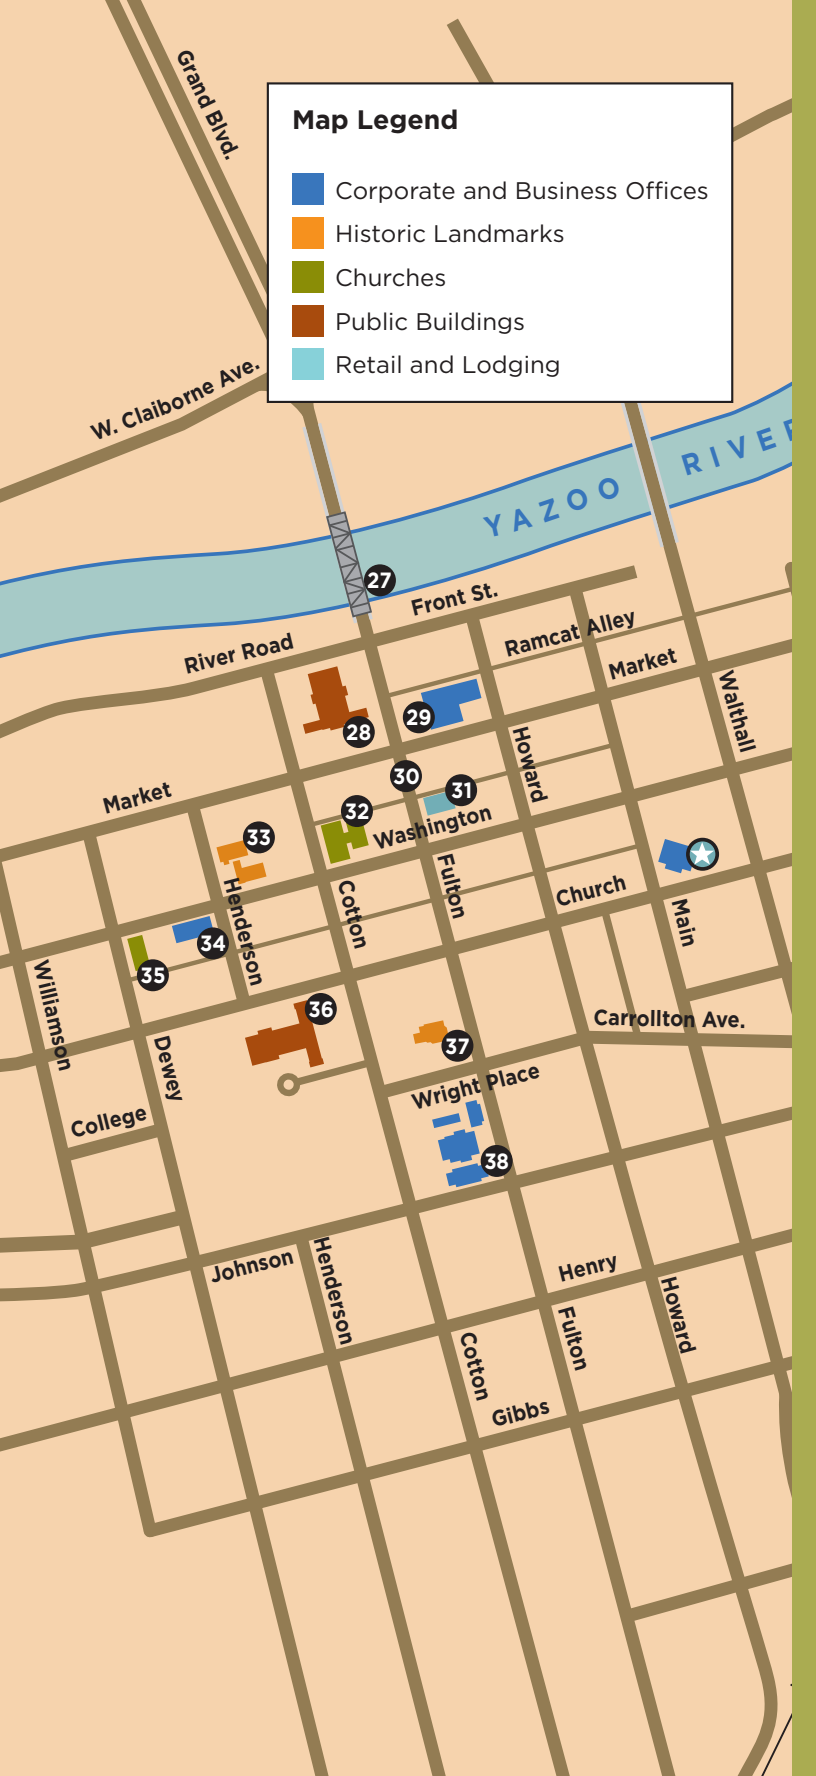 Grand Blvd.
Map Legend
Corporate and Business Offices
Historic Landmarks
Churches
Public Buildings
Retail and Lodging
W. Claiborne Ave.
YAZOO RIVER
27
Front St.
River Road
Ramcat Alley
Market
28
29
Walthall
Howard
30
31
Market
32
33
Washington
Henderson
Cotton
Fulton
Church
Main
34
35
Williamson
36
37
Carrollton Ave.
Dewey
Wright Place
College
38
Johnson
Henderson
Henry
Howard
Cotton
Fulton
Gibbs